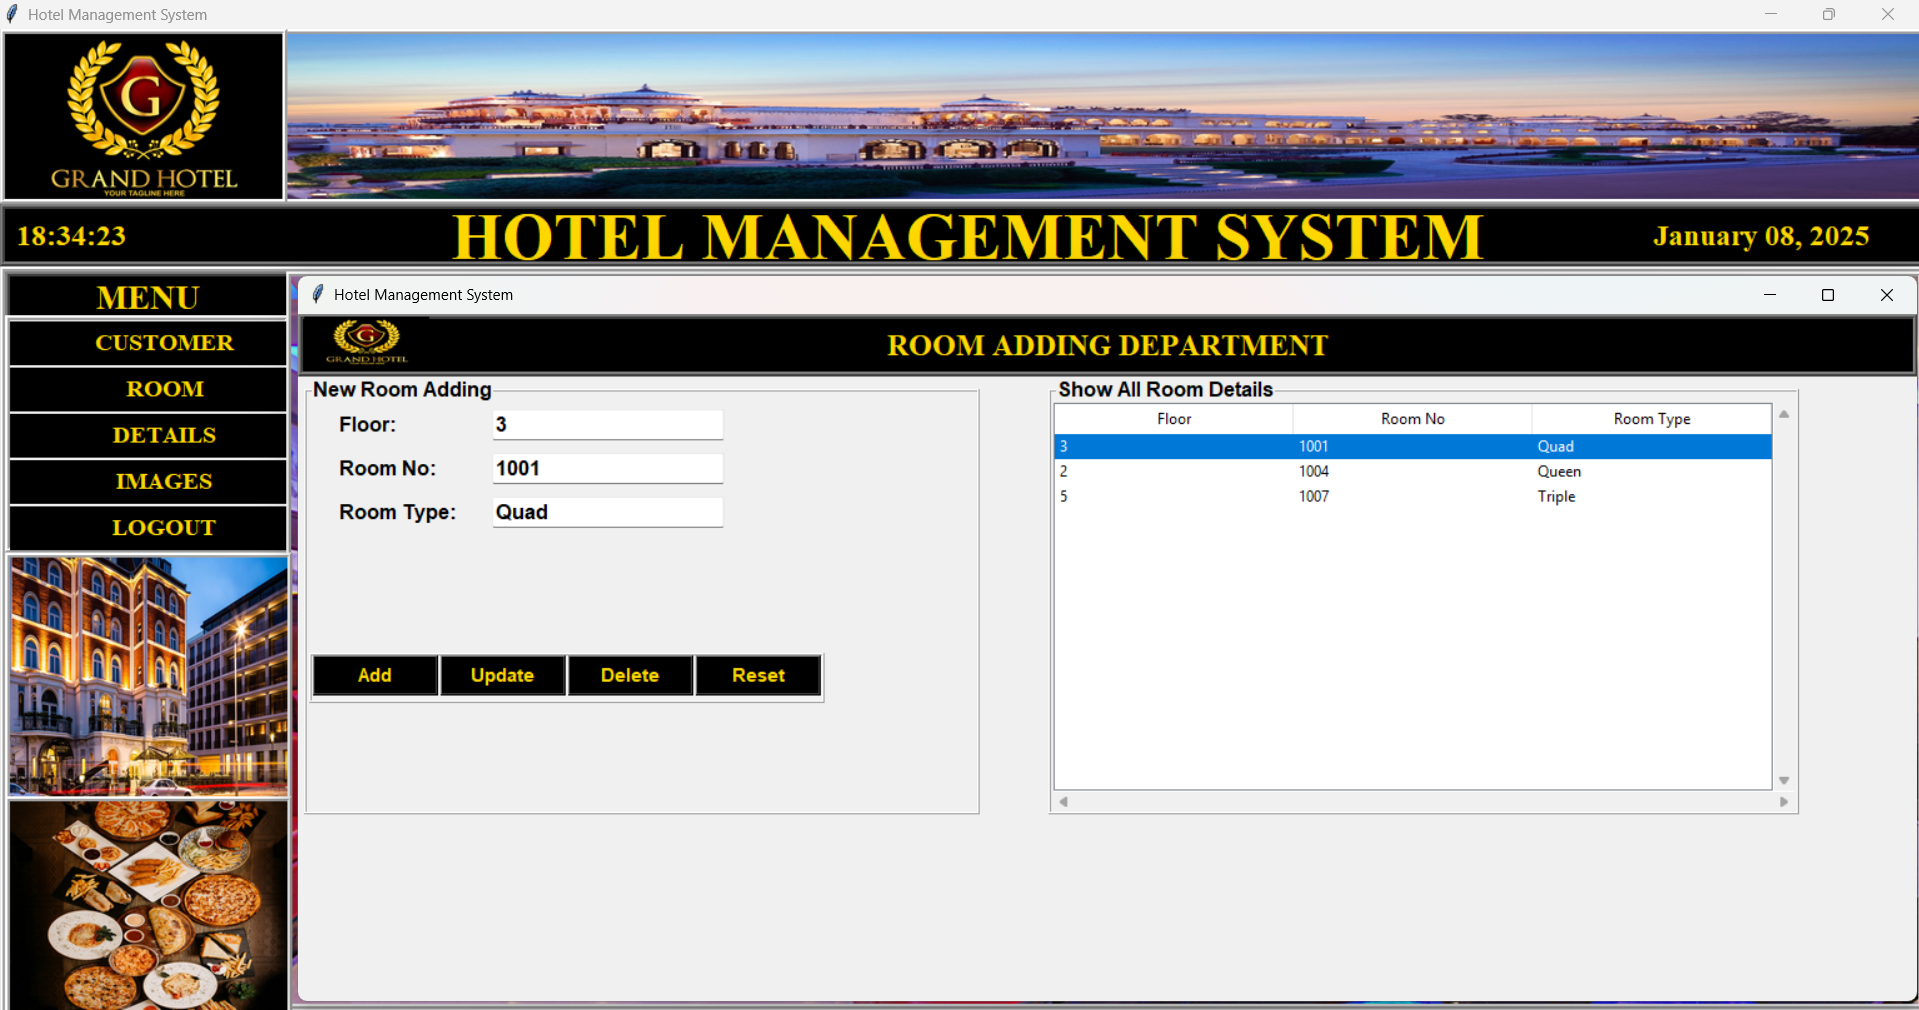 Hotel Management System
G
GRAND HOTEL
YOUR TAGLINE HERE
18:34:23
HOTEL MANAGEMENT SYSTEM
January 08, 2025
MENU
CUSTOMER
ROOM
DETAILS
IMAGES
LOGOUT
Hotel Management System
G
GRAND HOTEL
ROOM ADDING DEPARTMENT
New Room Adding
Floor: 3
Room No: 1001
Room Type: Quad
Add Update Delete Reset
Show All Room Details
Floor Room No Room Type
3 1001 Quad
2 1004 Queen
5 1007 Triple